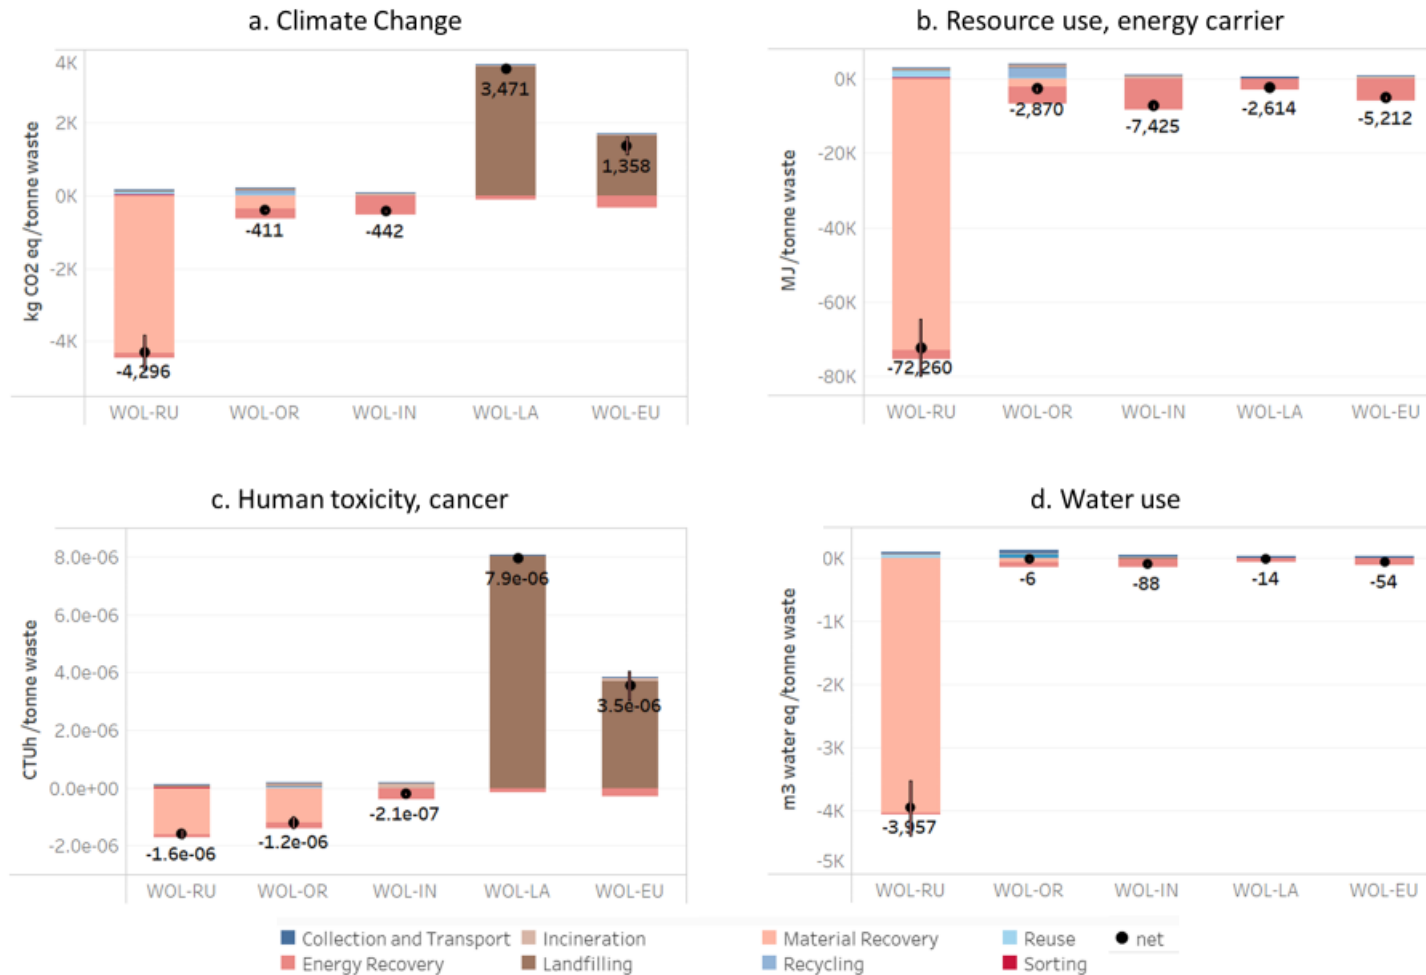 a. Climate Change
kg CO2 eq/tonne waste
4K
2K
0K
-2K
-4K
-4,296
-411
-442
3,471
1,358
WOL-RU WOL-OR WOL-IN WOL-LA WOL-EU
b. Resource use, energy carrier
MJ/tonne waste
0K
-20K
-40K
-60K
-80K
-72,260
-2,870
-7,425
-2,614
-5,212
WOL-RU WOL-OR WOL-IN WOL-LA WOL-EU
c. Human toxicity, cancer
CTUh/tonne waste
8.0e-06
6.0e-06
4.0e-06
2.0e-06
0.0e+00
-2.0e-06
-1.6e-06
-1.2e-06
-2.1e-07
7.9e-06
3.5e-06
WOL-RU WOL-OR WOL-IN WOL-LA WOL-EU
d. Water use
m3 water eq/tonne waste
0K
-1K
-2K
-3K
-4K
-5K
-3,957
-6
-88
-14
-54
WOL-RU WOL-OR WOL-IN WOL-LA WOL-EU
Collection and Transport Incineration Material Recovery Reuse net
Energy Recovery Landfilling Recycling Sorting